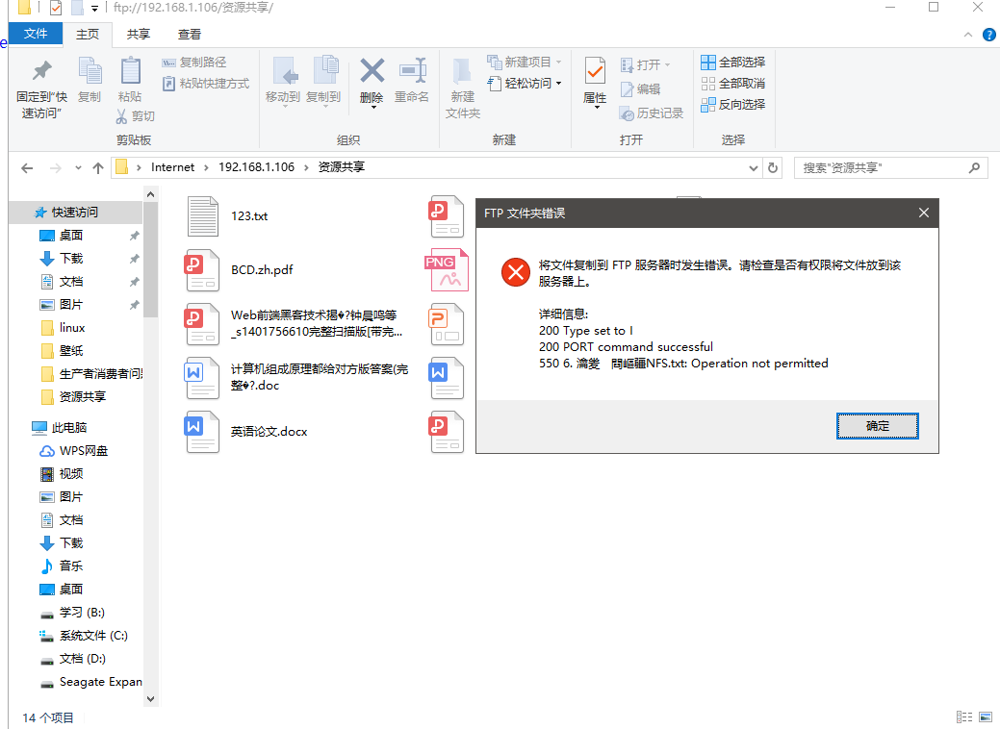 ftp://192.168.1.106/资源共享/
e
文件 主页 共享 查看
固定到"快速访问"
复制
粘贴
复制路径
粘贴快捷方式
剪切
剪贴板
移动到 复制到 删除 重命名
组织
新建文件夹
新建项目
轻松访问
新建
属性
打开
编辑
历史记录
打开
全部选择
全部取消
反向选择
选择
Internet 192.168.1.106 资源共享
搜索"资源共享"
快速访问
桌面
下载
文档
图片
linux
壁纸
生产者消费者问
资源共享
此电脑
WPS网盘
视频
图片
文档
下载
音乐
桌面
学习 (B:)
系统文件 (C:)
文档 (D:)
Seagate Expan
123.txt
BCD.zh.pdf
Web前端黑客技术揭�?钟晨鸣等
_s1401756610完整扫描版[带完...
计算机组成原理都给对方版答案(完
整�?.doc
英语论文.docx
PNG
FTP 文件夹错误
将文件复制到 FTP 服务器时发生错误。请检查是否有权限将文件放到该
服务器上。
详细信息:
200 Type set to I
200 PORT command successful
550 6. NFS.txt: Operation not permitted
确定
14 个项目